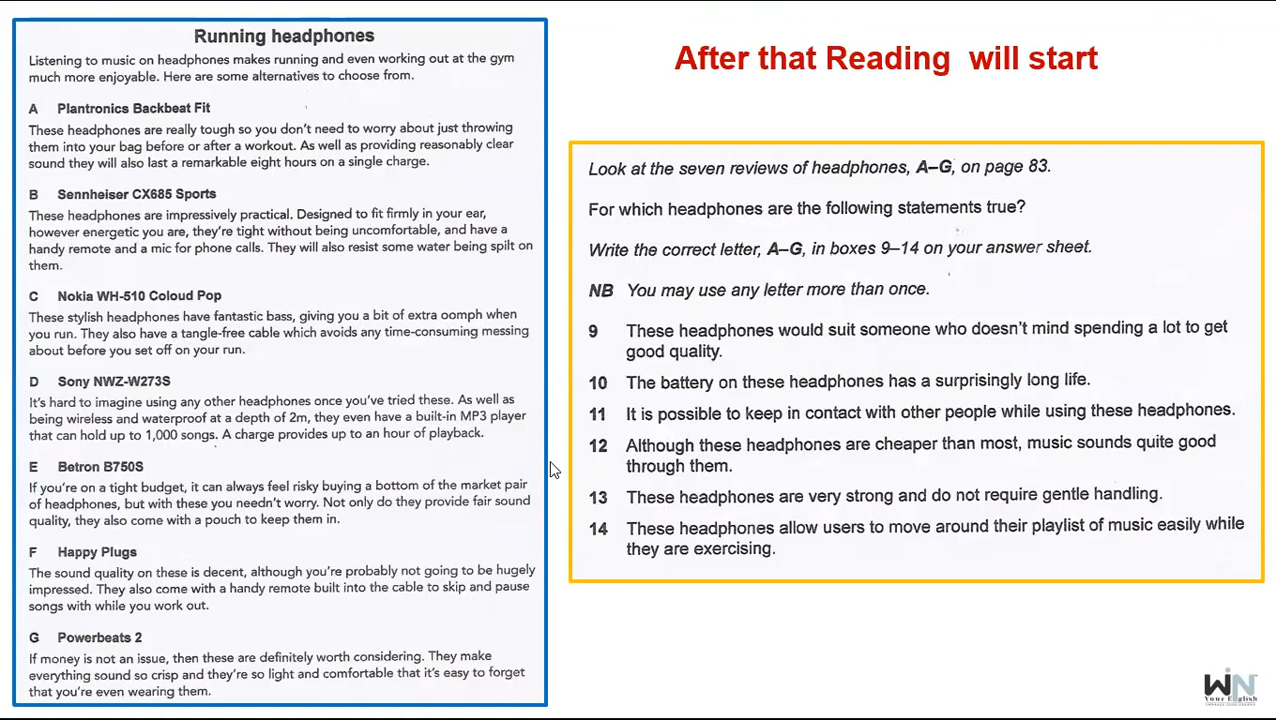 Running headphones
Listening to music on headphones makes running and even working out at the gym
much more enjoyable. Here are some alternatives to choose from.
A Plantronics Backbeat Fit
These headphones are really tough so you don't need to worry about just throwing
them into your bag before or after a workout. As well as providing reasonably clear
sound they will also last a remarkable eight hours on a single charge.
B Sennheiser CX685 Sports
These headphones are impressively practical. Designed to fit firmly in your ear,
however energetic you are, they're tight without being uncomfortable, and have a
handy remote and a mic for phone calls. They will also resist some water being spilt on
them.
C Nokia WH-510 Coloud Pop
These stylish headphones have fantastic bass, giving you a bit of extra oomph when
you run. They also have a tangle-free cable which avoids any time-consuming messing
about before you set off on your run.
D Sony NWZ-W273S
It's hard to imagine using any other headphones once you've tried these. As well as
being wireless and waterproof at a depth of 2m, they even have a built-in MP3 player
that can hold up to 1,000 songs. A charge provides up to an hour of playback.
E Betron B750S
If you're on a tight budget, it can always feel risky buying a bottom of the market pair
of headphones, but with these you needn't worry. Not only do they provide fair sound
quality, they also come with a pouch to keep them in.
F Happy Plugs
The sound quality on these is decent, although you're probably not going to be hugely
impressed. They also come with a handy remote built into the cable to skip and pause
songs with while you work out.
G Powerbeats 2
If money is not an issue, then these are definitely worth considering. They make
everything sound so crisp and they're so light and comfortable that it's easy to forget
that you're even wearing them.
After that Reading will start
Look at the seven reviews of headphones, A–G, on page 83.
For which headphones are the following statements true?
Write the correct letter, A–G, in boxes 9–14 on your answer sheet.
NB You may use any letter more than once.
9 These headphones would suit someone who doesn't mind spending a lot to get
good quality.
10 The battery on these headphones has a surprisingly long life.
11 It is possible to keep in contact with other people while using these headphones.
12 Although these headphones are cheaper than most, music sounds quite good
through them.
13 These headphones are very strong and do not require gentle handling.
14 These headphones allow users to move around their playlist of music easily while
they are exercising.
WIN
Your English